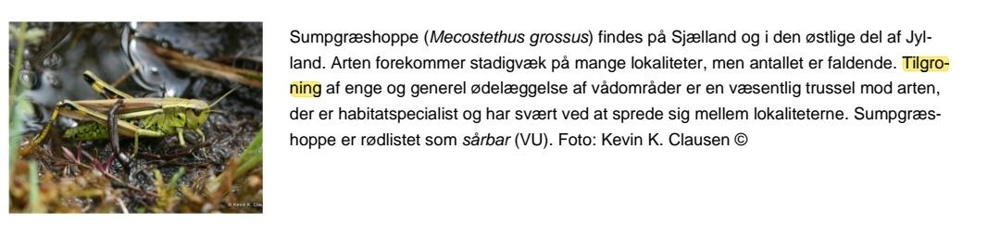 Sumpgræshoppe (Mecostethus grossus) findes på Sjælland og i den østlige del af Jyl-
land. Arten forekommer stadigvæk på mange lokaliteter, men antallet er faldende. Tilgro-
ning af enge og generel ødelæggelse af vådområder er en væsentlig trussel mod arten,
der er habitatspecialist og har svært ved at sprede sig mellem lokaliteterne. Sumpgræs-
hoppe er rødlistet som sårbar (VU). Foto: Kevin K. Clausen ©
© Kevin K. Clau